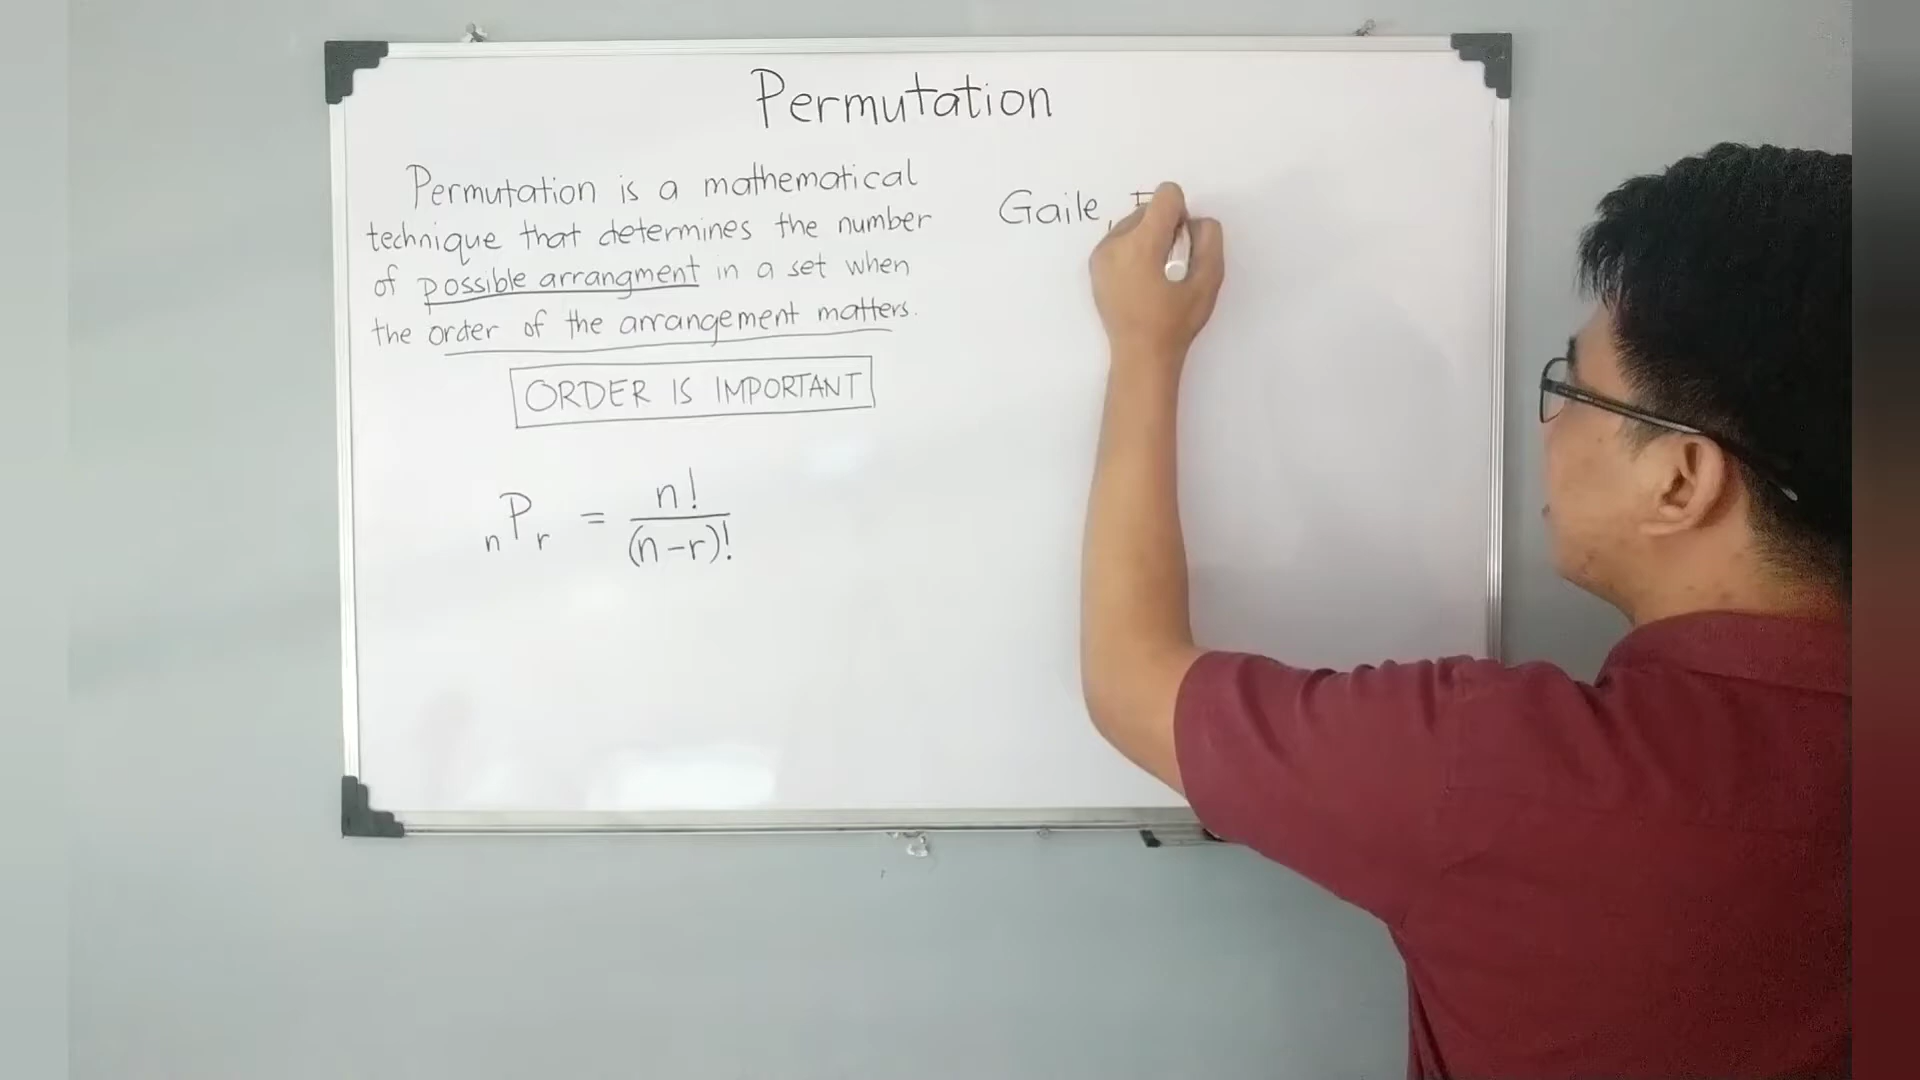 Permutation
Permutation is a mathematical
technique that determines the number
of possible arrangment in a set when
the order of the arrangement matters.
ORDER IS IMPORTANT
nPr = n!
(n-r)!
Gaile,